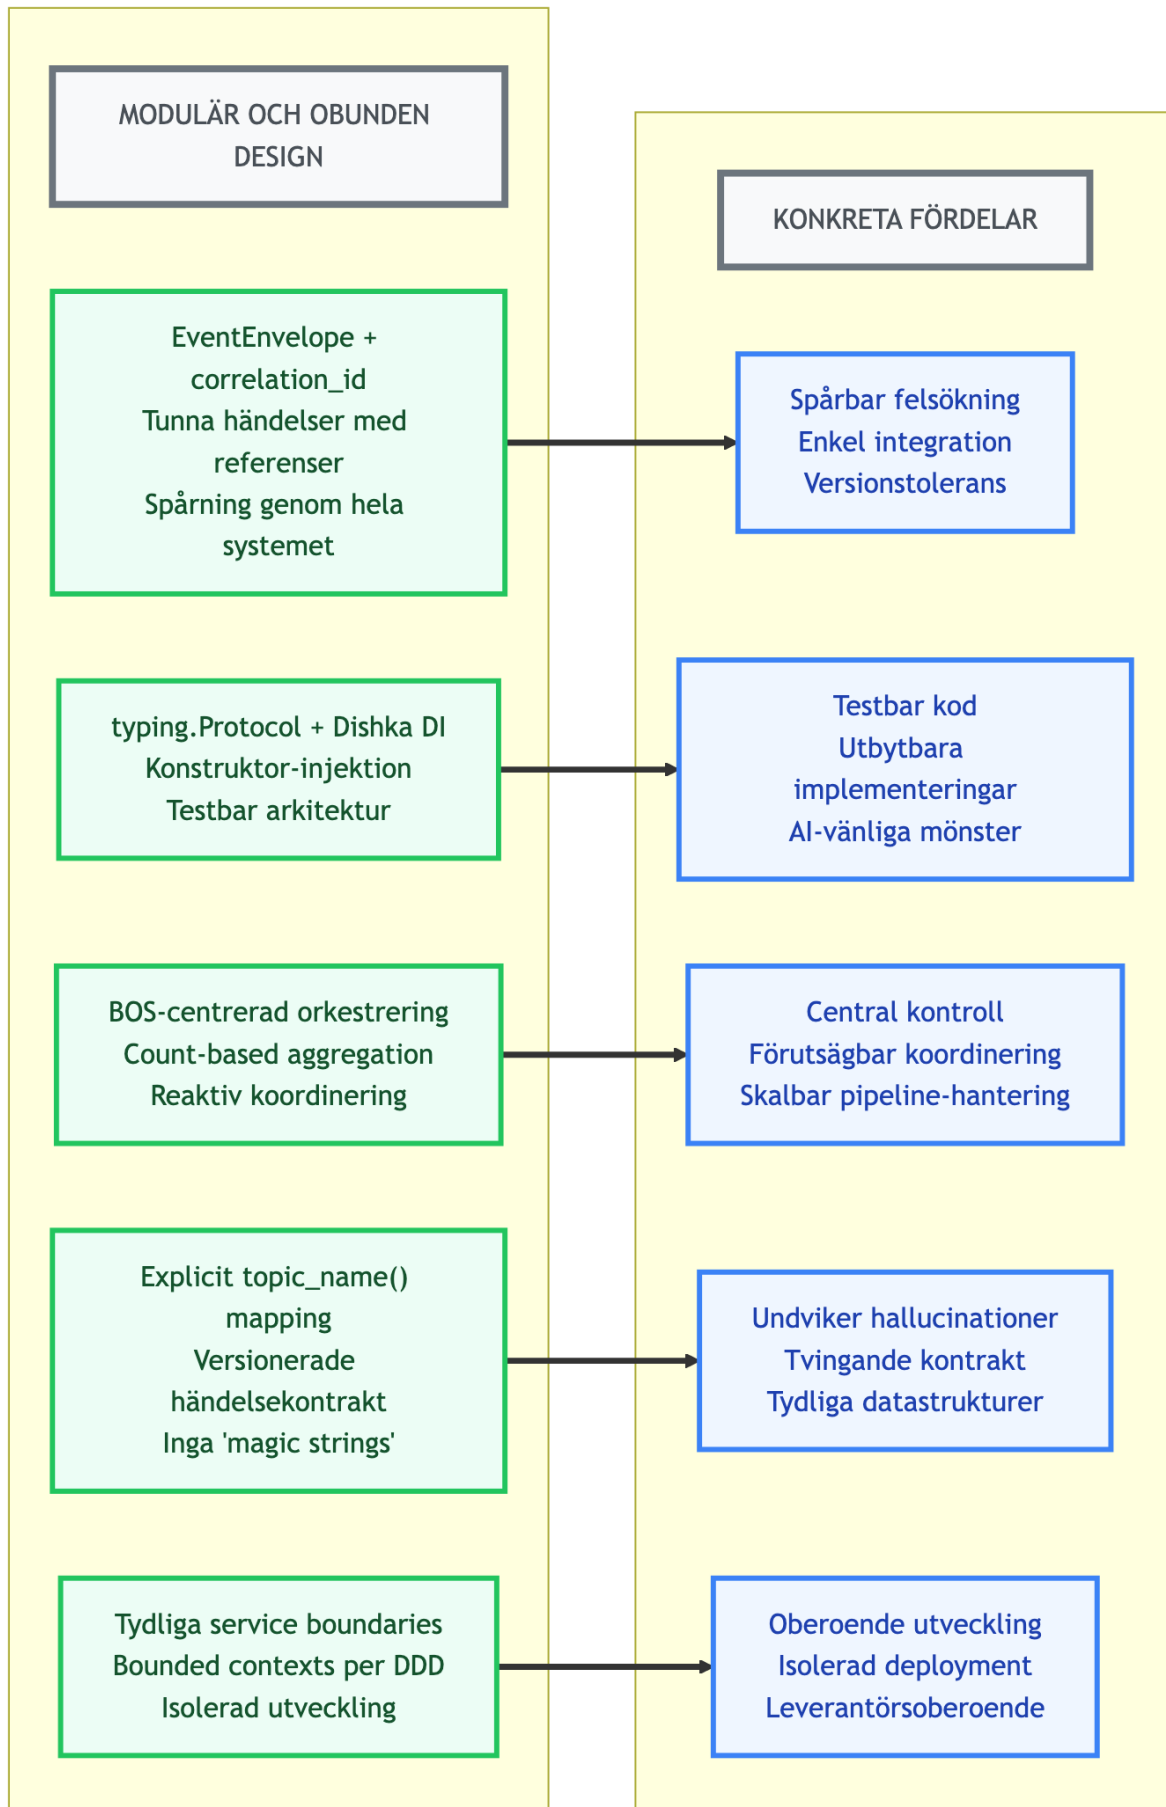 MODULÄR OCH OBUNDEN
DESIGN
EventEnvelope +
correlation_id
Tunna händelser med
referenser
Spårning genom hela
systemet
typing.Protocol + Dishka DI
Konstruktor-injektion
Testbar arkitektur
BOS-centrerad orkestrering
Count-based aggregation
Reaktiv koordinering
Explicit topic_name()
mapping
Versionerade
händelsekontrakt
Inga 'magic strings'
Tydliga service boundaries
Bounded contexts per DDD
Isolerad utveckling
KONKRETA FÖRDELAR
Spårbar felsökning
Enkel integration
Versionstolerans
Testbar kod
Utbytbara
implementeringar
AI-vänliga mönster
Central kontroll
Förutsägbar koordinering
Skalbar pipeline-hantering
Undviker hallucinationer
Tvingande kontrakt
Tydliga datastrukturer
Oberoende utveckling
Isolerad deployment
Leverantörsoberoende